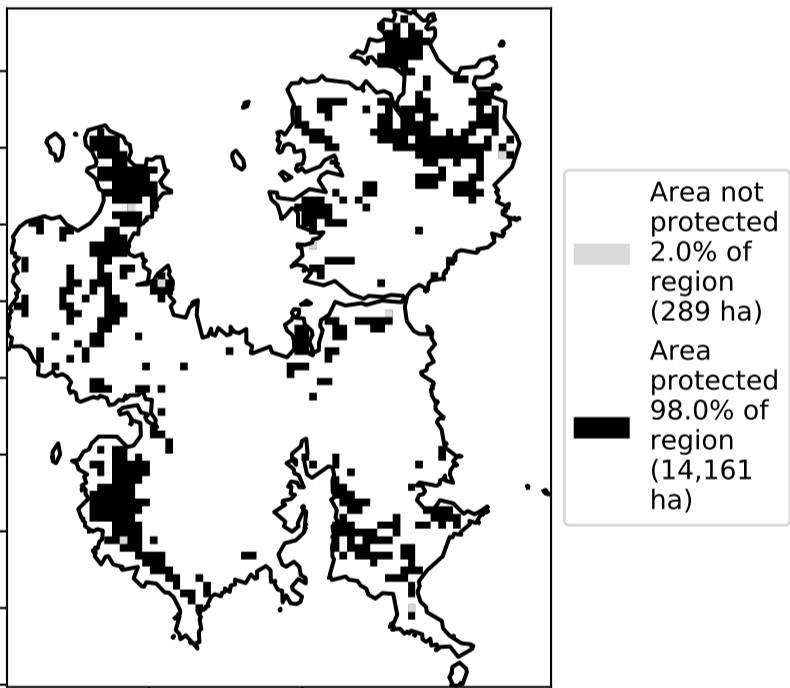 Area not
protected
2.0% of
region
(289 ha)
Area
protected
98.0% of
region
(14,161
ha)